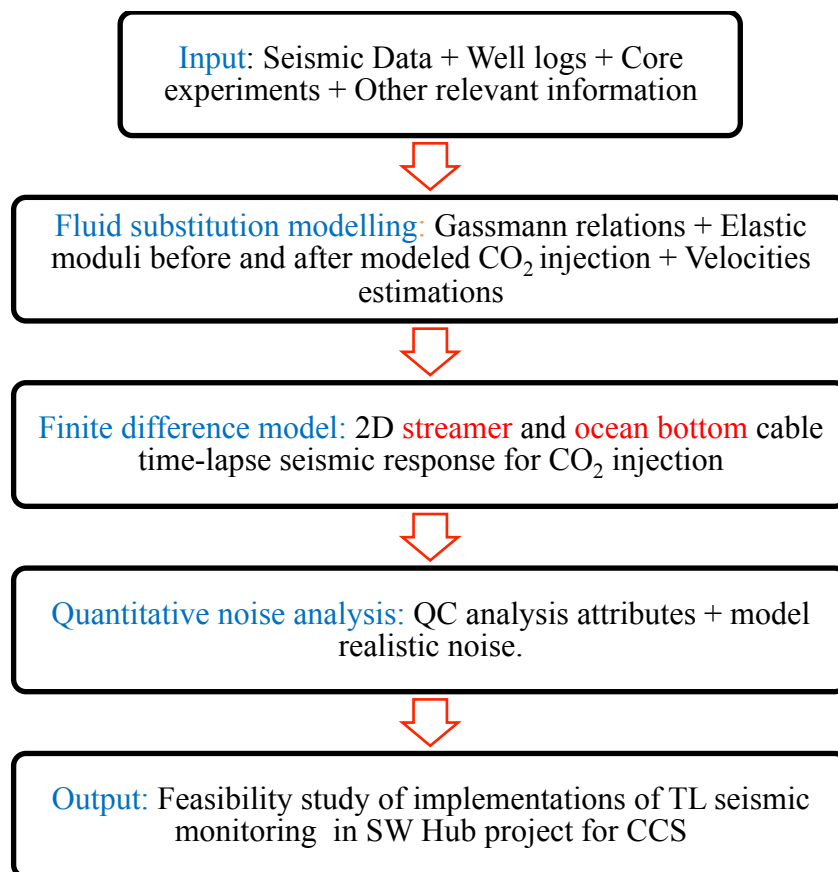 Input: Seismic Data + Well logs + Core
experiments + Other relevant information
Fluid substitution modelling: Gassmann relations + Elastic
moduli before and after modeled CO₂ injection + Velocities
estimations
Finite difference model: 2D streamer and ocean bottom cable
time-lapse seismic response for CO₂ injection
Quantitative noise analysis: QC analysis attributes + model
realistic noise.
Output: Feasibility study of implementations of TL seismic
monitoring in SW Hub project for CCS